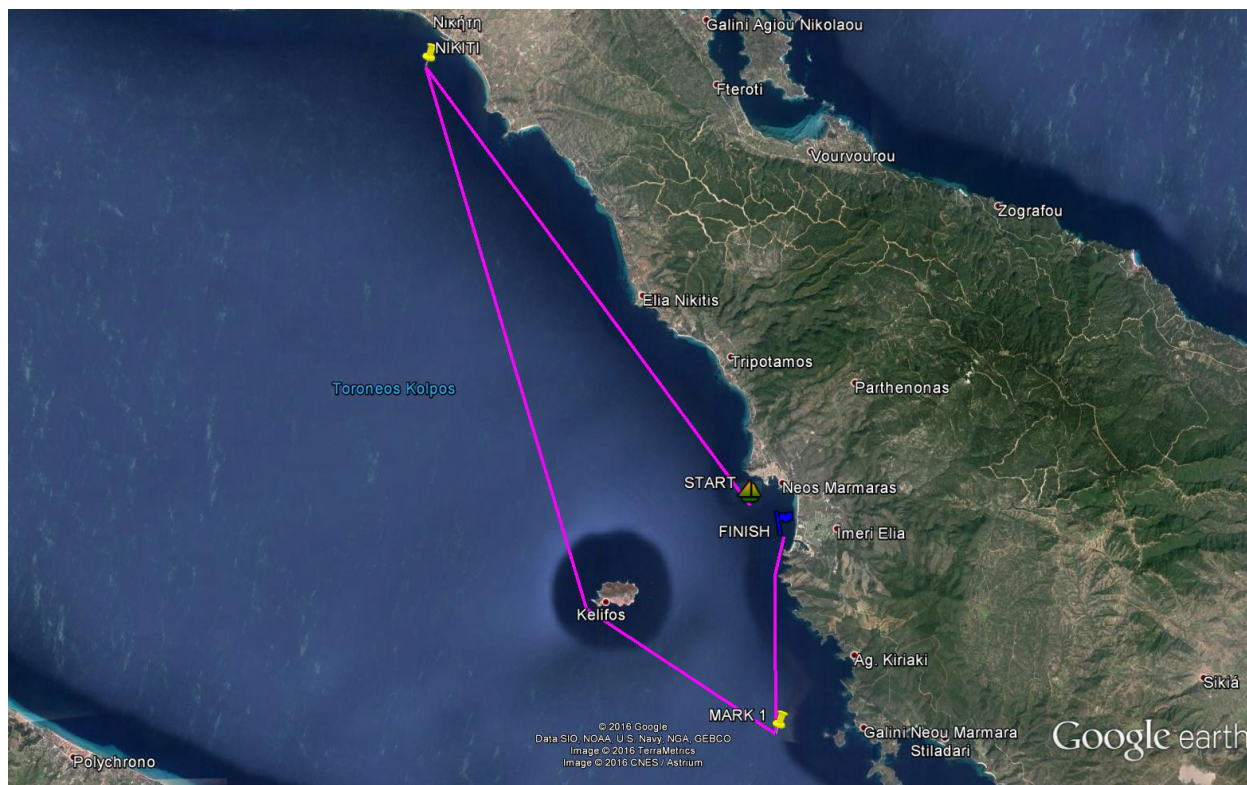 Νικήτη
NIKITI
Galini Agiou Nikolaou
Fteroti
Vourvourou
Zografou
Elia Nikitis
Tripotamos
Toroneos Kolpos
Parthenonas
START
Neos Marmaras
FINISH
Imeri Elia
Kelifos
Ag. Kiriaki
Sikiá
MARK 1
Galini Neou Marmara
Stiladari
Polychrono
© 2016 Google
Data SIO, NOAA, U.S. Navy, NGA, GEBCO
Image © 2016 TerraMetrics
Image © 2016 CNES / Astrium
Google earth